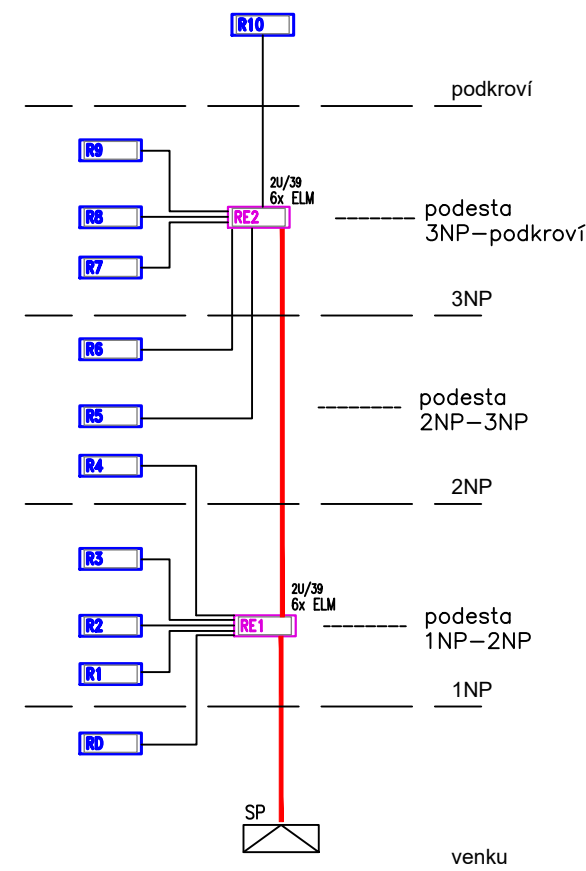 R10
podkroví
R9
2U/39
6x ELM
R8
RE2
podesta
3NP-podkroví
R7
3NP
R6
podesta
2NP-3NP
R5
R4
2NP
R3
2U/39
6x ELM
R2
RE1
podesta
1NP-2NP
R1
1NP
RD
SP
venku